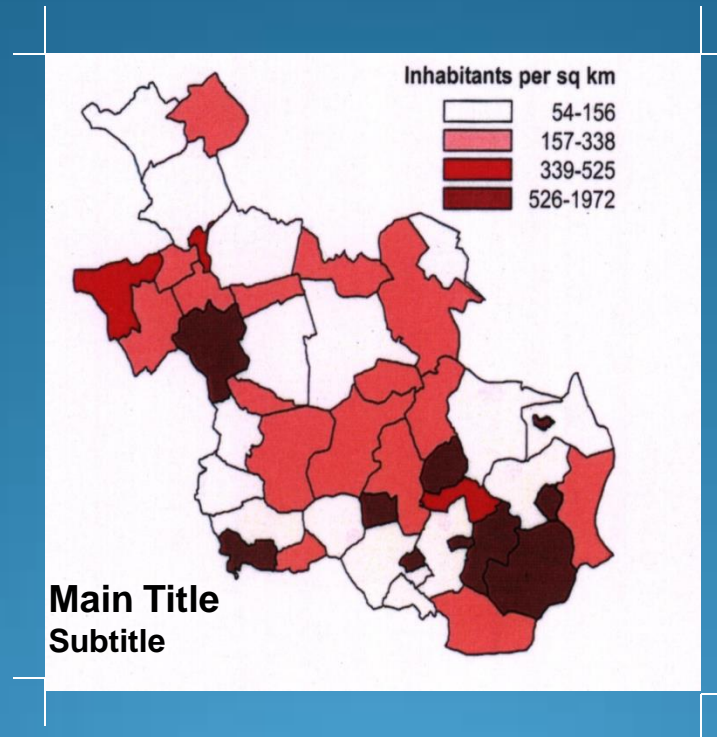 Inhabitants per sq km
54-156
157-338
339-525
526-1972
Main Title
Subtitle